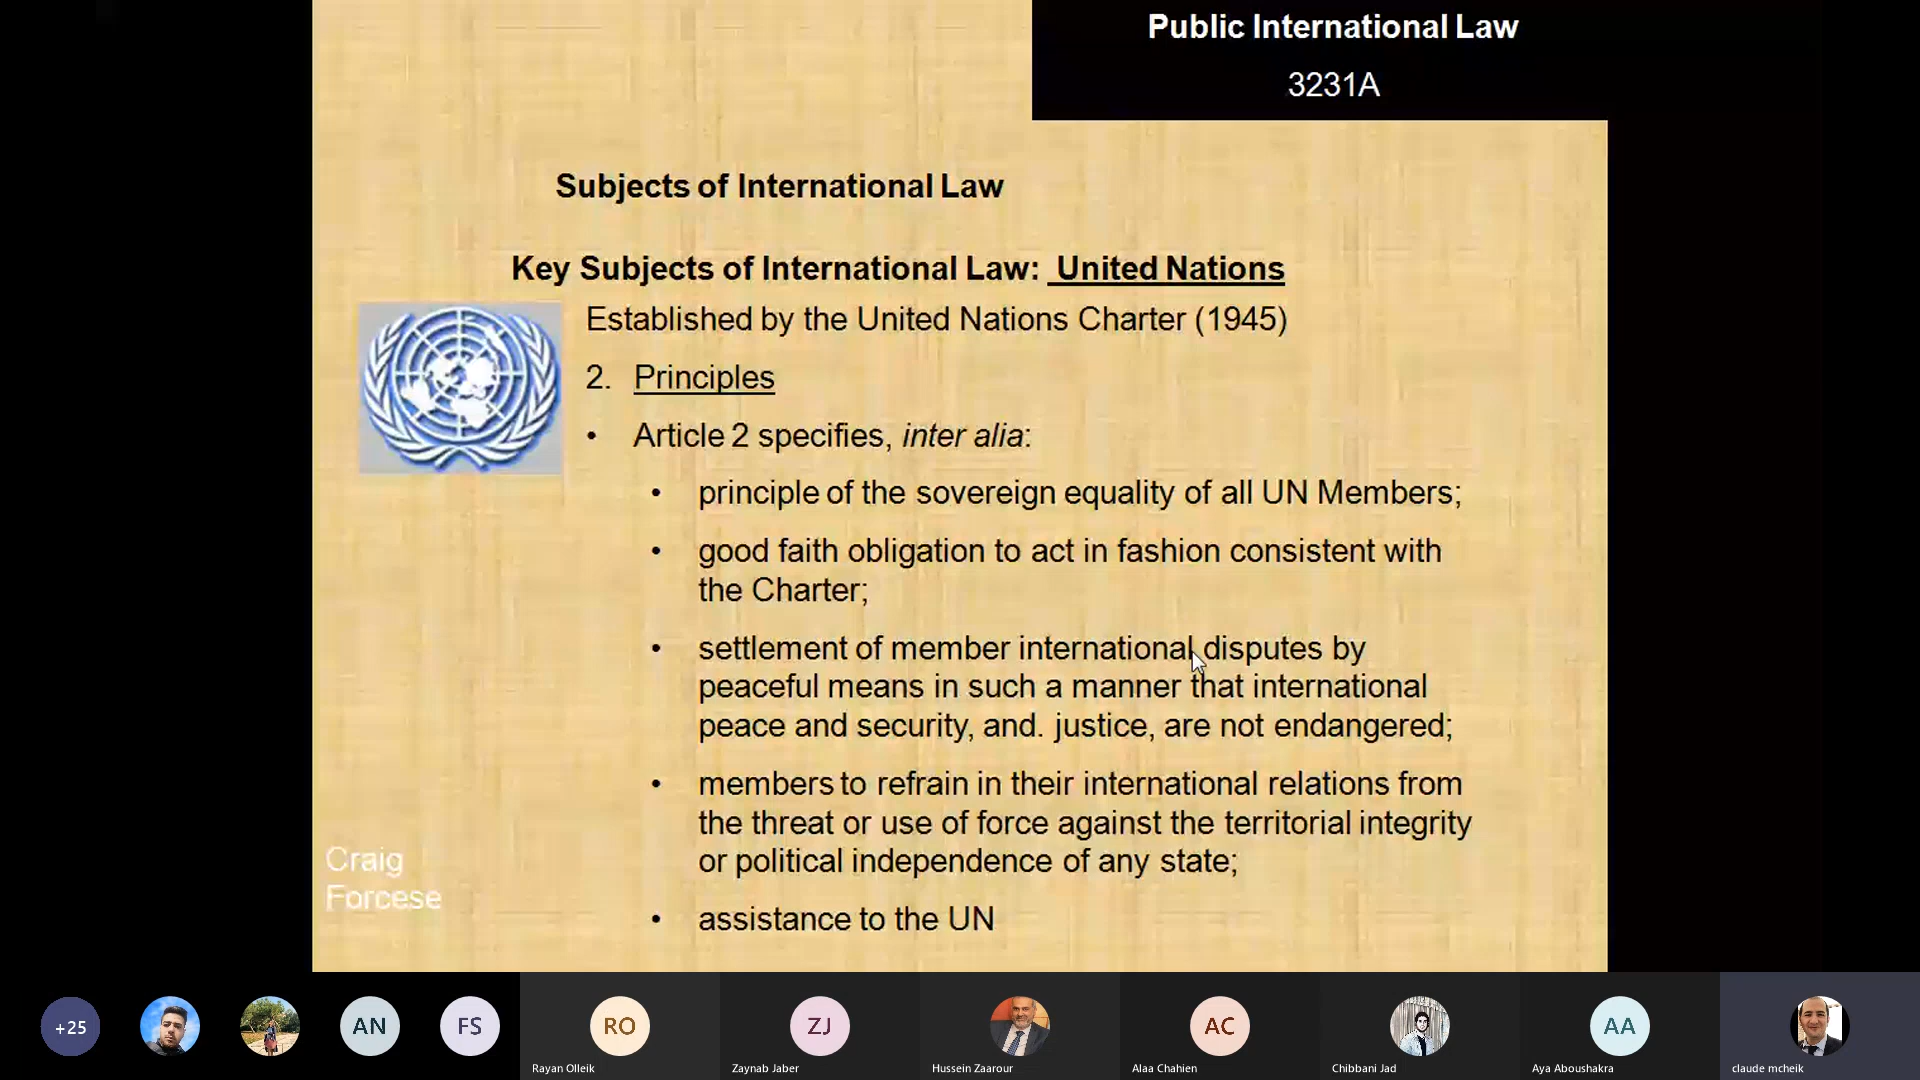 Public International Law
3231A
Subjects of International Law
Key Subjects of International Law: United Nations
Established by the United Nations Charter (1945)
2. Principles
• Article 2 specifies, inter alia:
• principle of the sovereign equality of all UN Members;
• good faith obligation to act in fashion consistent with
the Charter;
• settlement of member international disputes by
peaceful means in such a manner that international
peace and security, and. justice, are not endangered;
• members to refrain in their international relations from
the threat or use of force against the territorial integrity
or political independence of any state;
• assistance to the UN
Craig
Forcese
+25
AN
FS
RO
Rayan Olleik
ZJ
Zaynab Jaber
Hussein Zaarour
AC
Alaa Chahien
Chibbani Jad
AA
Aya Aboushakra
claude mcheik